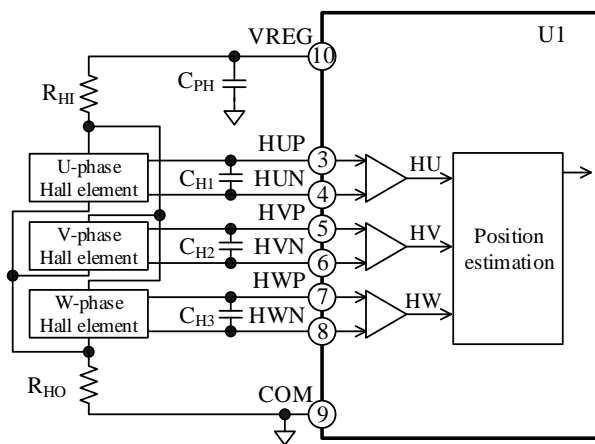 VREG
10
U1
R_HI
C_PH
U-phase
Hall element
HUP
3
C_H1
HUN
4
HU
V-phase
Hall element
HVP
5
C_H2
HVN
6
HV
Position
estimation
W-phase
Hall element
HWP
7
C_H3
HWN
8
HW
R_HO
COM
9